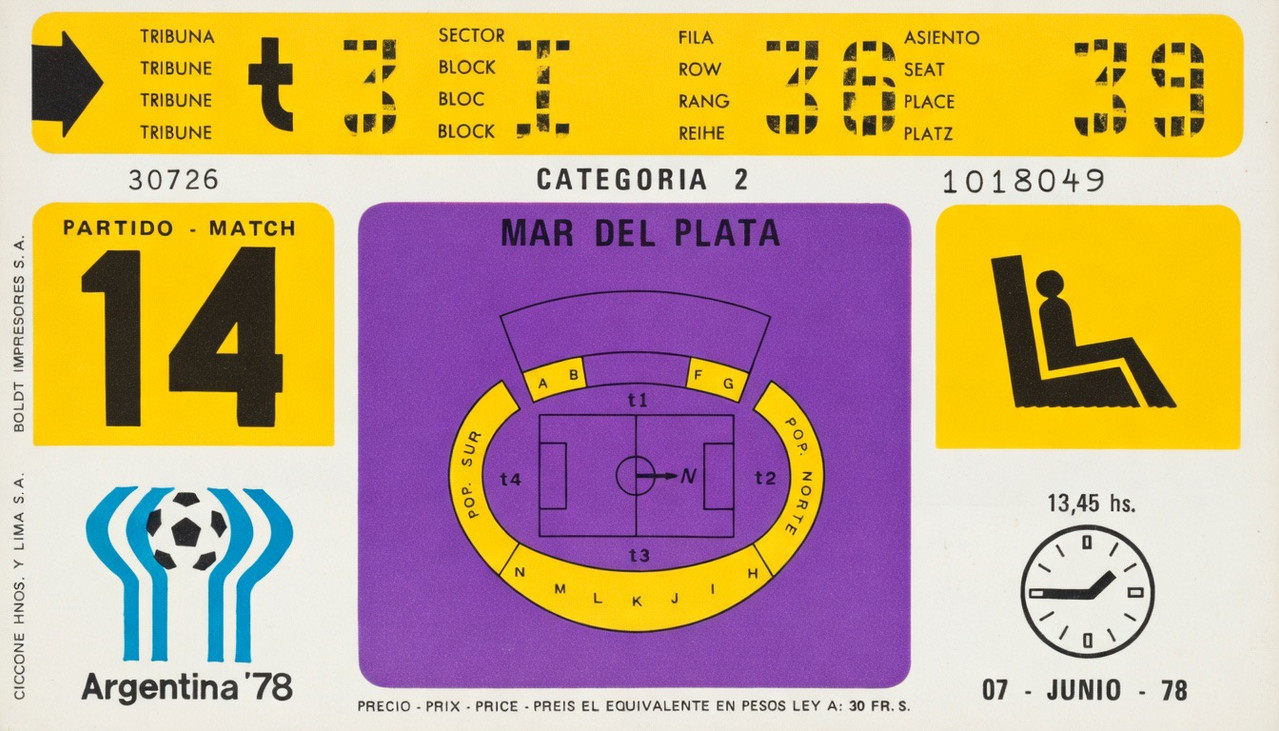 TRIBUNA
TRIBUNE
TRIBUNE
TRIBUNE
t 3
SECTOR
BLOCK
BLOC
BLOCK
I
FILA
ROW
RANG
REIHE
36
ASIENTO
SEAT
PLACE
PLATZ
39
30726
CATEGORIA 2
1018049
PARTIDO - MATCH
14
MAR DEL PLATA
A B F G
t1
POP. SUR
t4
N
t2
POP. NORTE
t3
N M L K J I H
13,45 hs.
Argentina '78
07 - JUNIO - 78
PRECIO - PRIX - PRICE - PREIS EL EQUIVALENTE EN PESOS LEY A: 30 FR. S.
BOLDT IMPRESORES S. A.
CICCONE HNOS. Y LIMA S. A.